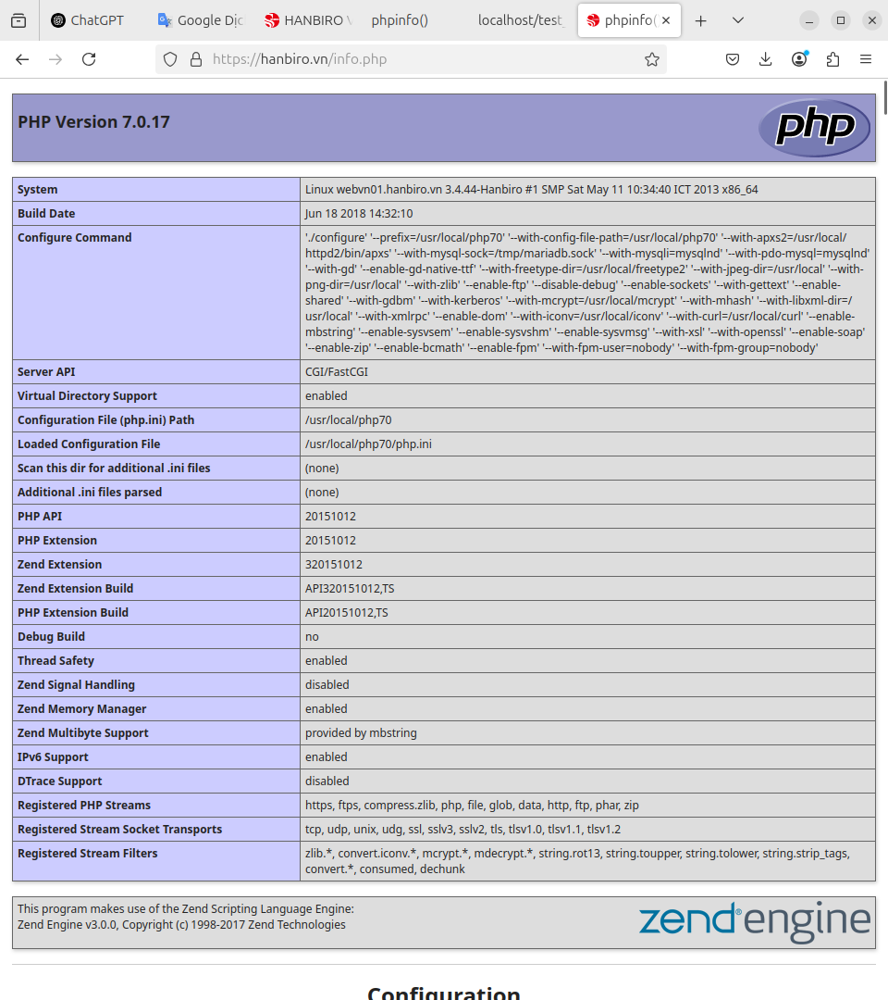 ChatGPT
Google Dic
HANBIRO \
phpinfo()
localhost/test_
phpinfo(
https://hanbiro.vn/info.php
PHP Version 7.0.17
php
System Linux webvn01.hanbiro.vn 3.4.44-Hanbiro #1 SMP Sat May 11 10:34:40 ICT 2013 x86_64
Build Date Jun 18 2018 14:32:10
Configure Command './configure' '--prefix=/usr/local/php70' '--with-config-file-path=/usr/local/php70' '--with-apxs2=/usr/local/
httpd2/bin/apxs' '--with-mysql-sock=/tmp/mariadb.sock' '--with-mysqli=mysqlnd' '--with-pdo-mysql=mysqlnd'
'--with-gd' '--enable-gd-native-ttf' '--with-freetype-dir=/usr/local/freetype2' '--with-jpeg-dir=/usr/local' '--with-
png-dir=/usr/local' '--with-zlib' '--enable-ftp' '--disable-debug' '--enable-sockets' '--with-gettext' '--enable-
shared' '--with-gdbm' '--with-kerberos' '--with-mcrypt=/usr/local/mcrypt' '--with-mhash' '--with-libxml-dir=/
usr/local' '--with-xmlrpc' '--enable-dom' '--with-iconv=/usr/local/iconv' '--with-curl=/usr/local/curl' '--enable-
mbstring' '--enable-sysvsem' '--enable-sysvshm' '--enable-sysvmsg' '--with-xsl' '--with-openssl' '--enable-soap'
'--enable-zip' '--enable-bcmath' '--enable-fpm' '--with-fpm-user=nobody' '--with-fpm-group=nobody'
Server API CGI/FastCGI
Virtual Directory Support enabled
Configuration File (php.ini) Path /usr/local/php70
Loaded Configuration File /usr/local/php70/php.ini
Scan this dir for additional .ini files (none)
Additional .ini files parsed (none)
PHP API 20151012
PHP Extension 20151012
Zend Extension 320151012
Zend Extension Build API320151012,TS
PHP Extension Build API20151012,TS
Debug Build no
Thread Safety enabled
Zend Signal Handling disabled
Zend Memory Manager enabled
Zend Multibyte Support provided by mbstring
IPv6 Support enabled
DTrace Support disabled
Registered PHP Streams https, ftps, compress.zlib, php, file, glob, data, http, ftp, phar, zip
Registered Stream Socket Transports tcp, udp, unix, udg, ssl, sslv3, sslv2, tls, tlsv1.0, tlsv1.1, tlsv1.2
Registered Stream Filters zlib.*, convert.iconv.*, mcrypt.*, mdecrypt.*, string.rot13, string.toupper, string.tolower, string.strip_tags,
convert.*, consumed, dechunk
This program makes use of the Zend Scripting Language Engine:
Zend Engine v3.0.0, Copyright (c) 1998-2017 Zend Technologies
zend® engine
Configuration